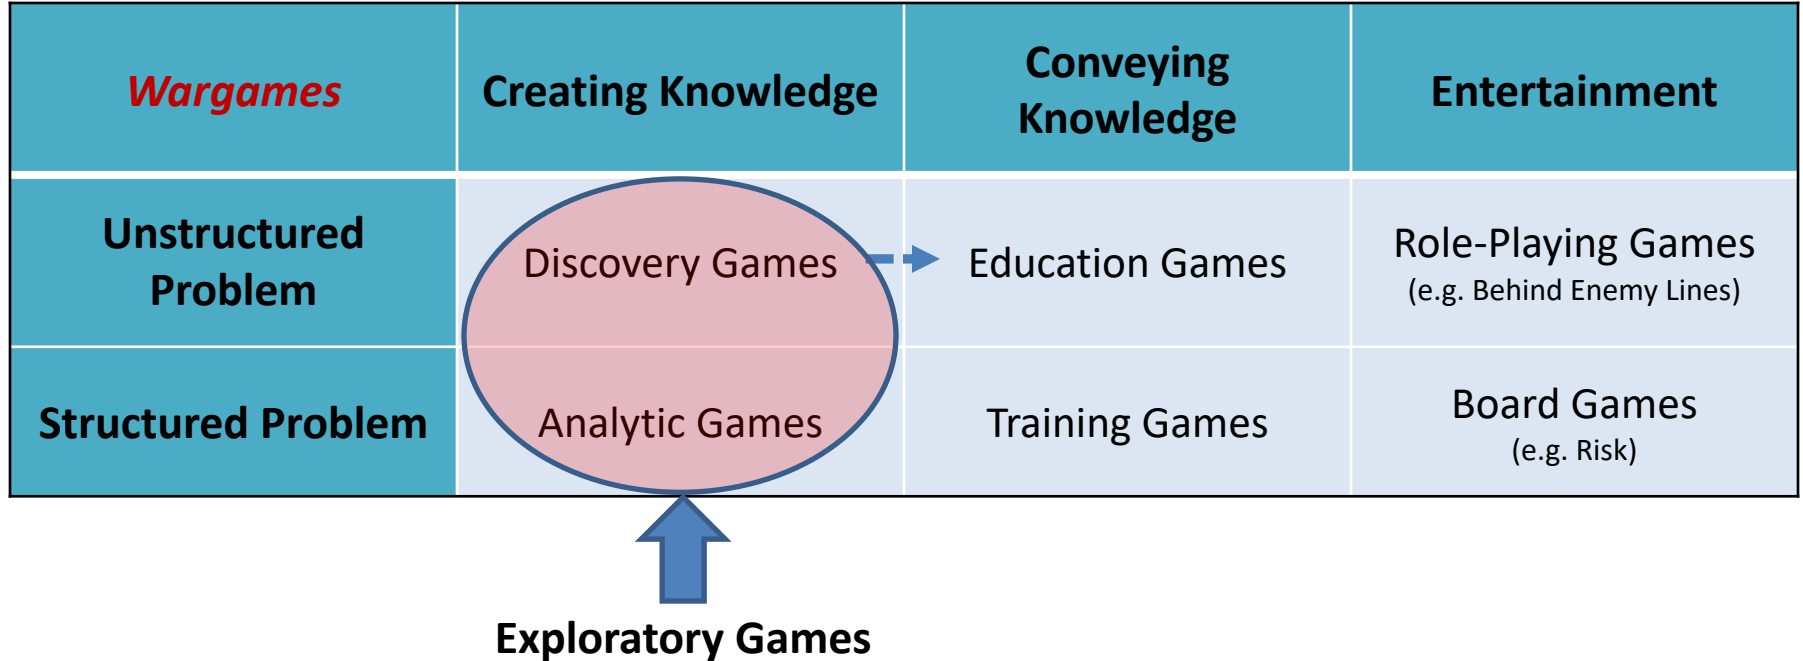 Wargames
Creating Knowledge
Conveying
Knowledge
Entertainment
Unstructured
Problem
Discovery Games
Education Games
Role-Playing Games
(e.g. Behind Enemy Lines)
Structured Problem
Analytic Games
Training Games
Board Games
(e.g. Risk)
Exploratory Games